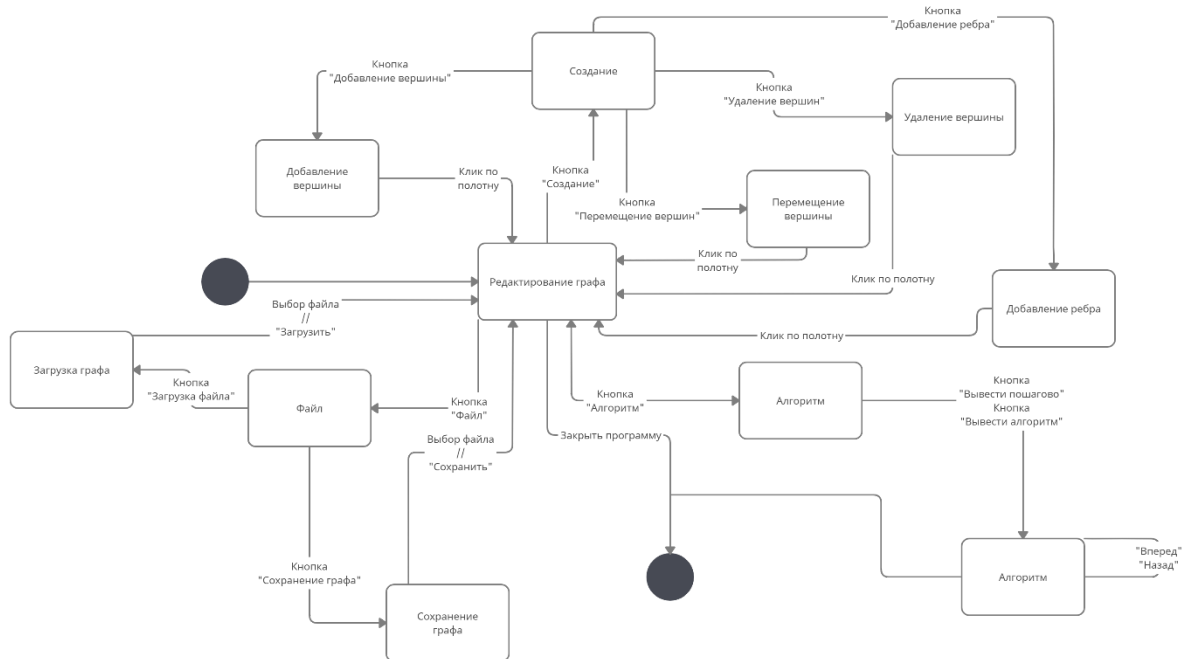 Кнопка
"Добавление ребра"
Создание
Кнопка
"Добавление вершины"
Кнопка
"Удаление вершин"
Удаление вершины
Добавление
вершины
Клик по
полотну
Кнопка
"Создание"
Кнопка
"Перемещение вершин"
Перемещение
вершины
Клик по
полотну
Редактирование графа
Клик по полотну
Добавление ребра
Выбор файла
//
"Загрузить"
Клик по полотну
Загрузка графа
Кнопка
"Загрузка файла"
Файл
Кнопка
"Файл"
Кнопка
"Алгоритм"
Алгоритм
Кнопка
"Вывести пошагово"
Кнопка
"Вывести алгоритм"
Выбор файла
//
"Сохранить"
Закрыть программу
Кнопка
"Сохранение графа"
Сохранение
графа
Алгоритм
"Вперед"
"Назад"